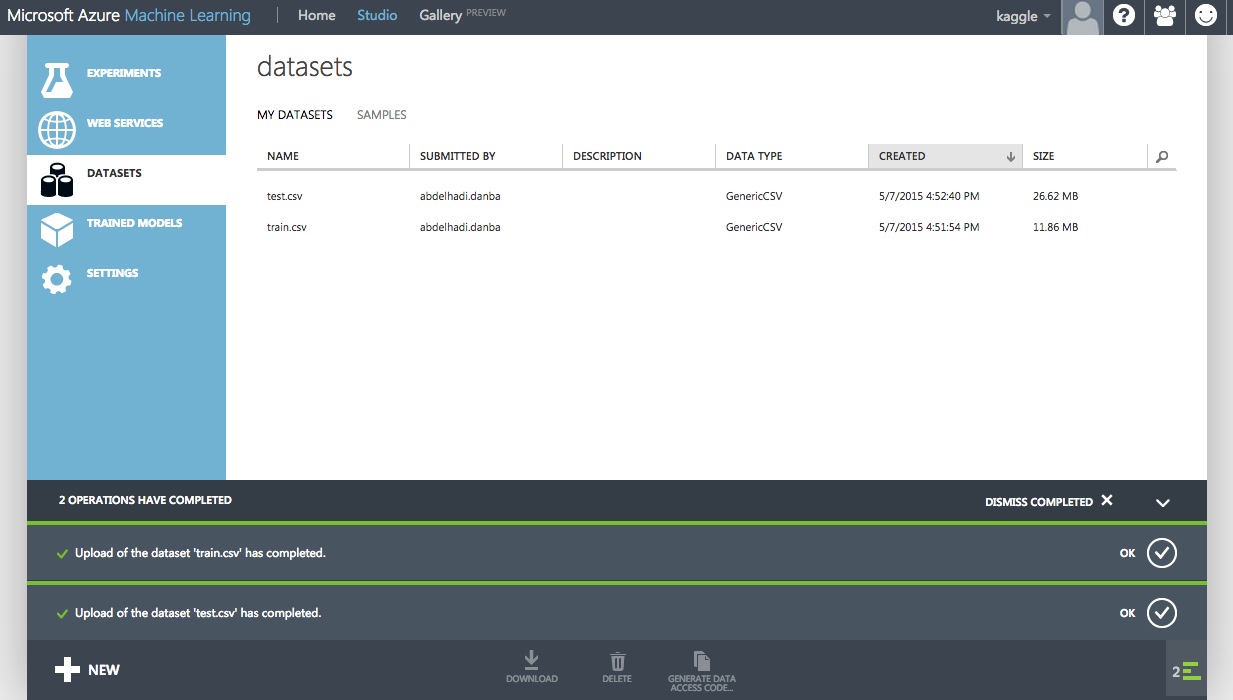 Microsoft Azure Machine Learning Home Studio Gallery PREVIEW kaggle ?
EXPERIMENTS
WEB SERVICES
DATASETS
TRAINED MODELS
SETTINGS
datasets
MY DATASETS SAMPLES
NAME SUBMITTED BY DESCRIPTION DATA TYPE CREATED SIZE
test.csv abdelhadi.danba GenericCSV 5/7/2015 4:52:40 PM 26.62 MB
train.csv abdelhadi.danba GenericCSV 5/7/2015 4:51:54 PM 11.86 MB
2 OPERATIONS HAVE COMPLETED DISMISS COMPLETED
Upload of the dataset 'train.csv' has completed. OK
Upload of the dataset 'test.csv' has completed. OK
NEW DOWNLOAD DELETE GENERATE DATA
ACCESS CODE... 2